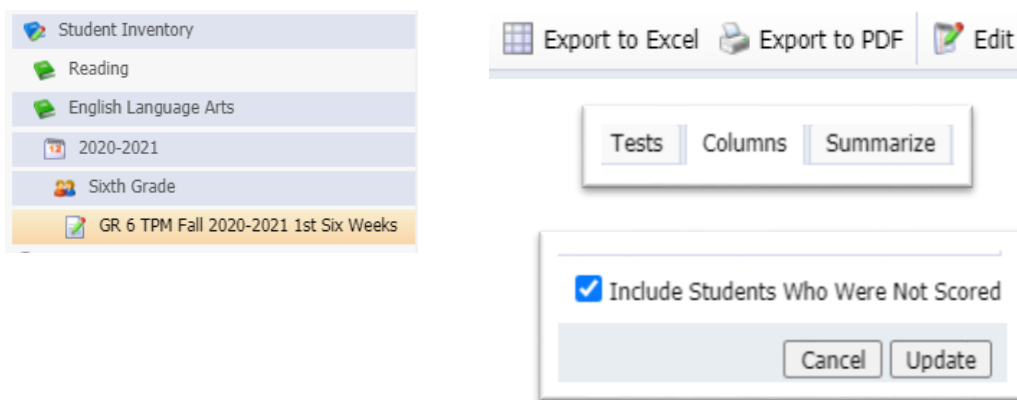 Student Inventory
Reading
English Language Arts
12 2020-2021
Sixth Grade
GR 6 TPM Fall 2020-2021 1st Six Weeks
Export to Excel Export to PDF Edit
Tests Columns Summarize
Include Students Who Were Not Scored
Cancel Update